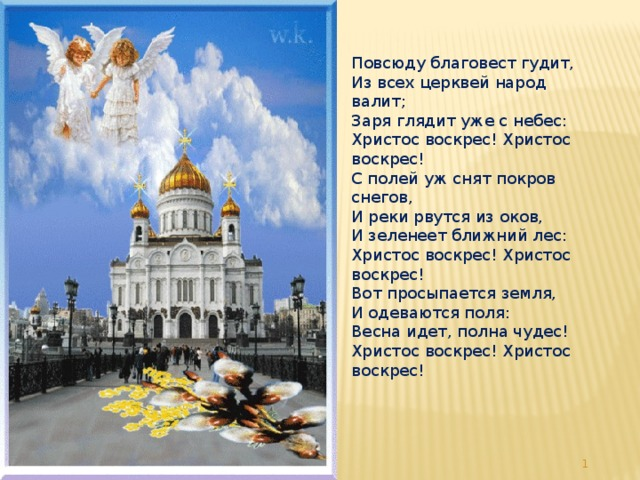 w.k.
Повсюду благовест гудит,
Из всех церквей народ
валит;
Заря глядит уже с небес:
Христос воскрес! Христос
воскрес!
С полей уж снят покров
снегов,
И реки рвутся из оков,
И зеленеет ближний лес:
Христос воскрес! Христос
воскрес!
Вот просыпается земля,
И одеваются поля:
Весна идет, полна чудес!
Христос воскрес! Христос
воскрес!
1